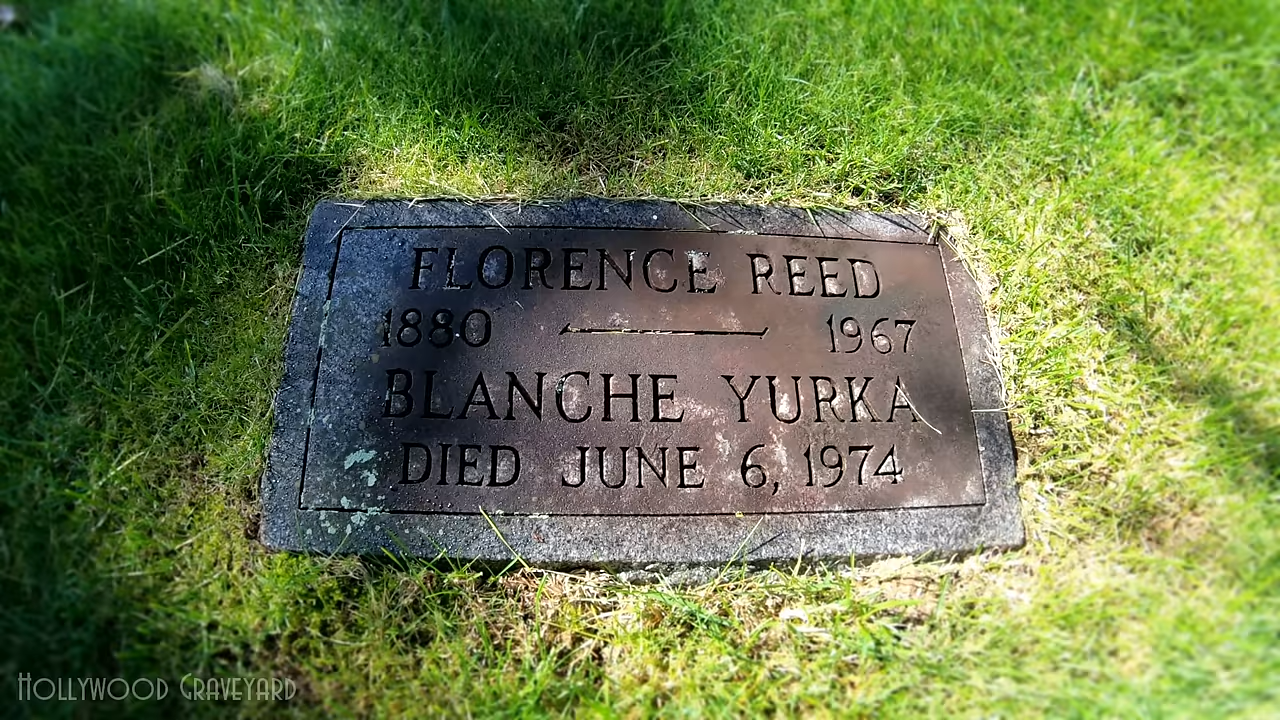 FLORENCE REED
1880 — 1967
BLANCHE YURKA
DIED JUNE 6, 1974
HOLLYWOOD GRAVEYARD